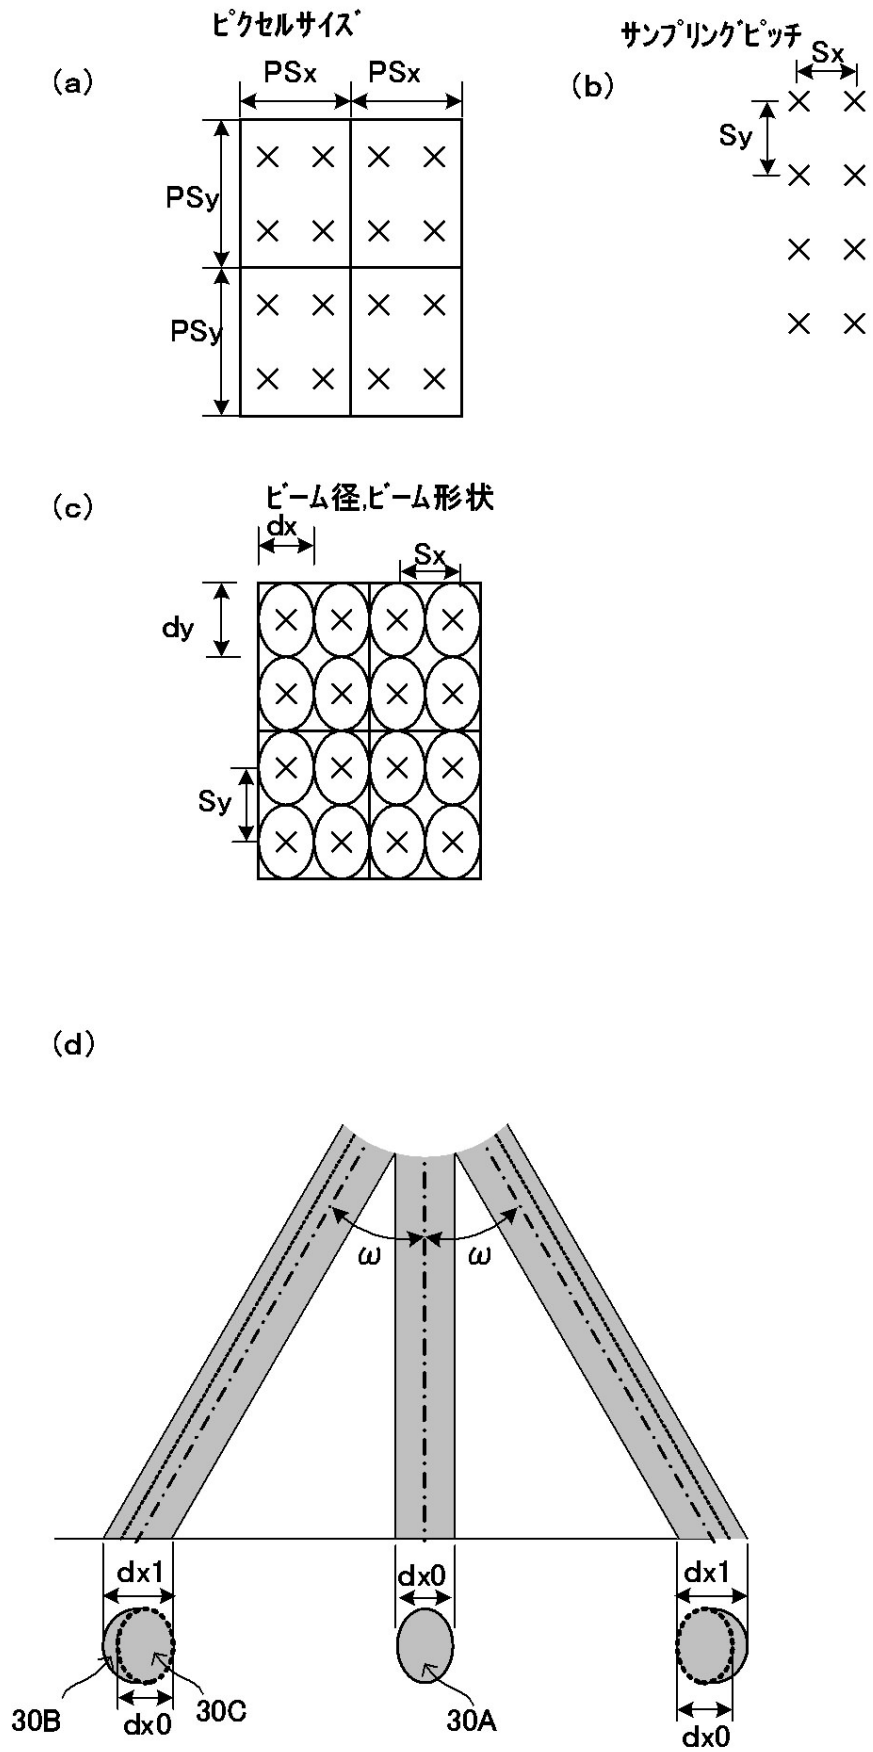 ピクセルサイズ
サンプリングピッチ
(a)
PSx PSx
(b)
Sx
Sy
PSy
PSy
(c)
ビーム径,ビーム形状
dx
Sx
dy
Sy
(d)
ω ω
dx1 dx0 dx1
30B dx0 30C 30A dx0